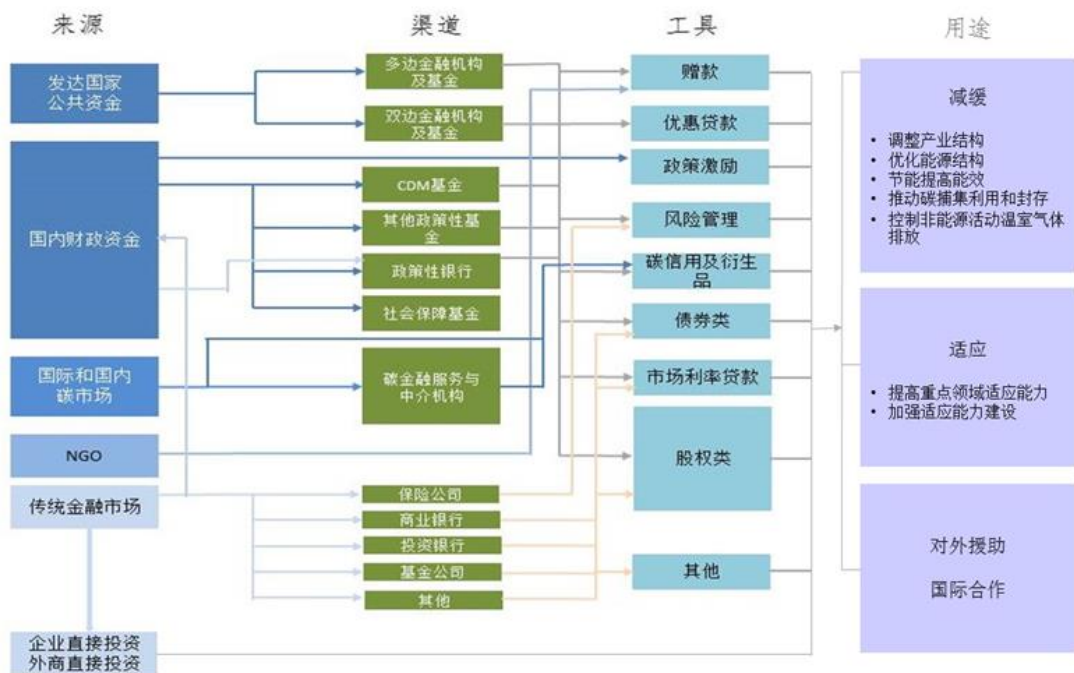 来源
渠道
工具
用途
发达国家
公共资金
国内财政资金
国际和国内
碳市场
NGO
传统金融市场
企业直接投资
外商直接投资
多边金融机构
及基金
双边金融机构
及基金
CDM基金
其他政策性基
金
政策性银行
社会保障基金
碳金融服务与
中介机构
保险公司
商业银行
投资银行
基金公司
其他
赠款
优惠贷款
政策激励
风险管理
碳信用及衍生
品
债券类
市场利率贷款
股权类
其他
减缓
• 调整产业结构
• 优化能源结构
• 节能提高能效
• 推动碳捕集利用和封存
• 控制非能源活动温室气体
排放
适应
• 提高重点领域适应能力
• 加强适应能力建设
对外援助
国际合作